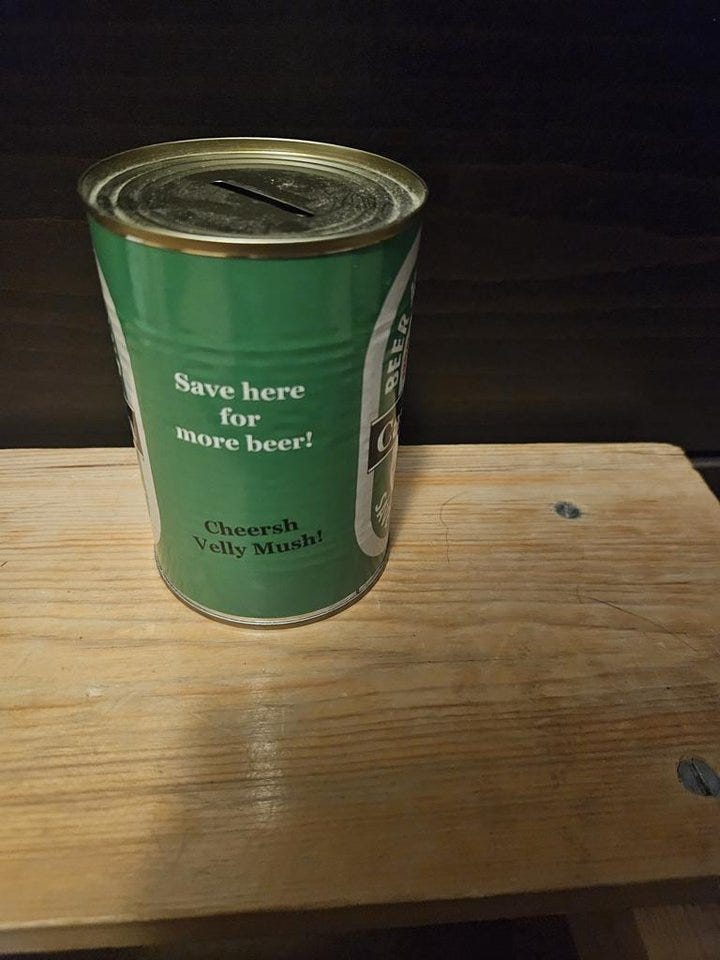 Save here
for
more beer!
Cheersh
Velly Mush!
BEER